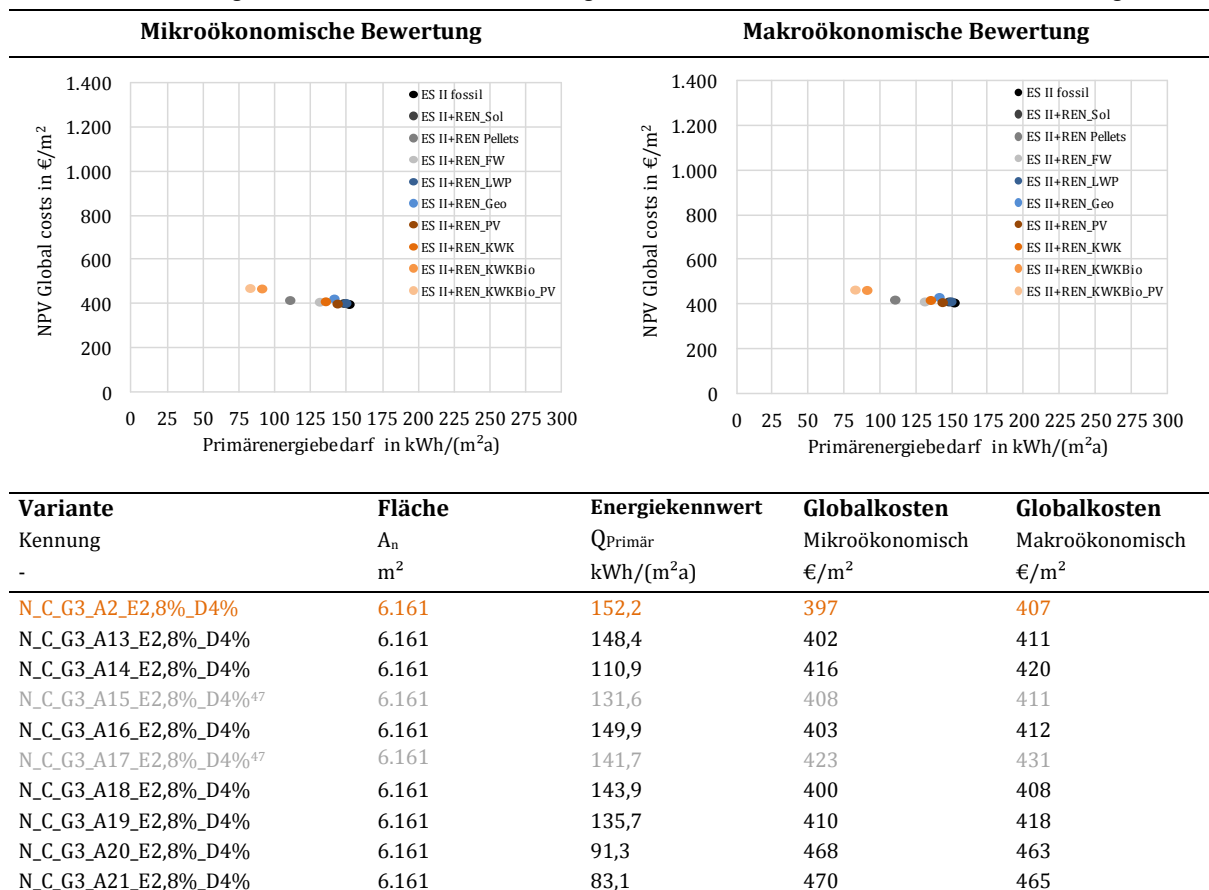 Mikroökonomische Bewertung Makroökonomische Bewertung
NPV Global costs in €/m²
1.400
1.200
1.000
800
600
400
200
0
0 25 50 75 100 125 150 175 200 225 250 275 300
Primärenergiebedarf in kWh/(m²a)
ES II fossil
ES II+REN_Sol
ES II+REN Pellets
ES II+REN_FW
ES II+REN_LWP
ES II+REN_Geo
ES II+REN_PV
ES II+REN_KWK
ES II+REN_KWKBio
ES II+REN_KWKBio_PV
NPV Global costs in €/m²
1.400
1.200
1.000
800
600
400
200
0
0 25 50 75 100 125 150 175 200 225 250 275 300
Primärenergiebedarf in kWh/(m²a)
ES II fossil
ES II+REN_Sol
ES II+REN Pellets
ES II+REN_FW
ES II+REN_LWP
ES II+REN_Geo
ES II+REN_PV
ES II+REN_KWK
ES II+REN_KWKBio
ES II+REN_KWKBio_PV
Variante Fläche Energiekennwert Globalkosten Globalkosten
Kennung Aₙ QPrimär Mikroökonomisch Makroökonomisch
- m² kWh/(m²a) €/m² €/m²
N_C_G3_A2_E2,8%_D4% 6.161 152,2 397 407
N_C_G3_A13_E2,8%_D4% 6.161 148,4 402 411
N_C_G3_A14_E2,8%_D4% 6.161 110,9 416 420
N_C_G3_A15_E2,8%_D4%⁴⁷ 6.161 131,6 408 411
N_C_G3_A16_E2,8%_D4% 6.161 149,9 403 412
N_C_G3_A17_E2,8%_D4%⁴⁷ 6.161 141,7 423 431
N_C_G3_A18_E2,8%_D4% 6.161 143,9 400 408
N_C_G3_A19_E2,8%_D4% 6.161 135,7 410 418
N_C_G3_A20_E2,8%_D4% 6.161 91,3 468 463
N_C_G3_A21_E2,8%_D4% 6.161 83,1 470 465